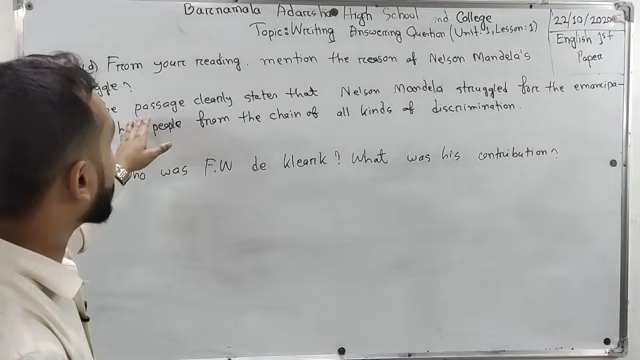 Barnamala Adarsha High School and College
Topic: Writing Answering Question (Unit: 1, Lesson: 1)
22/10/2020
English 1st
Paper
d) From your reading, mention the reason of Nelson Mandela's
passage clearly states that Nelson Mandela struggled for the emancipa-
people from the chain of all kinds of discrimination.
was F.W de klerk? What was his contribution?